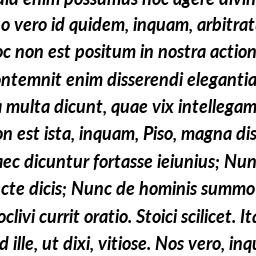 enim possumus hoc agere divin
o vero id quidem, inquam, arbitrat
oc non est positum in nostra action
ontemnit enim disserendi elegantia
multa dicunt, quae vix intellegam
on est ista, inquam, Piso, magna dis
aec dicuntur fortasse ieiunius; Nun
cte dicis; Nunc de hominis summo
oclivi currit oratio. Stoici scilicet. Ita
d ille, ut dixi, vitiose. Nos vero, inqu